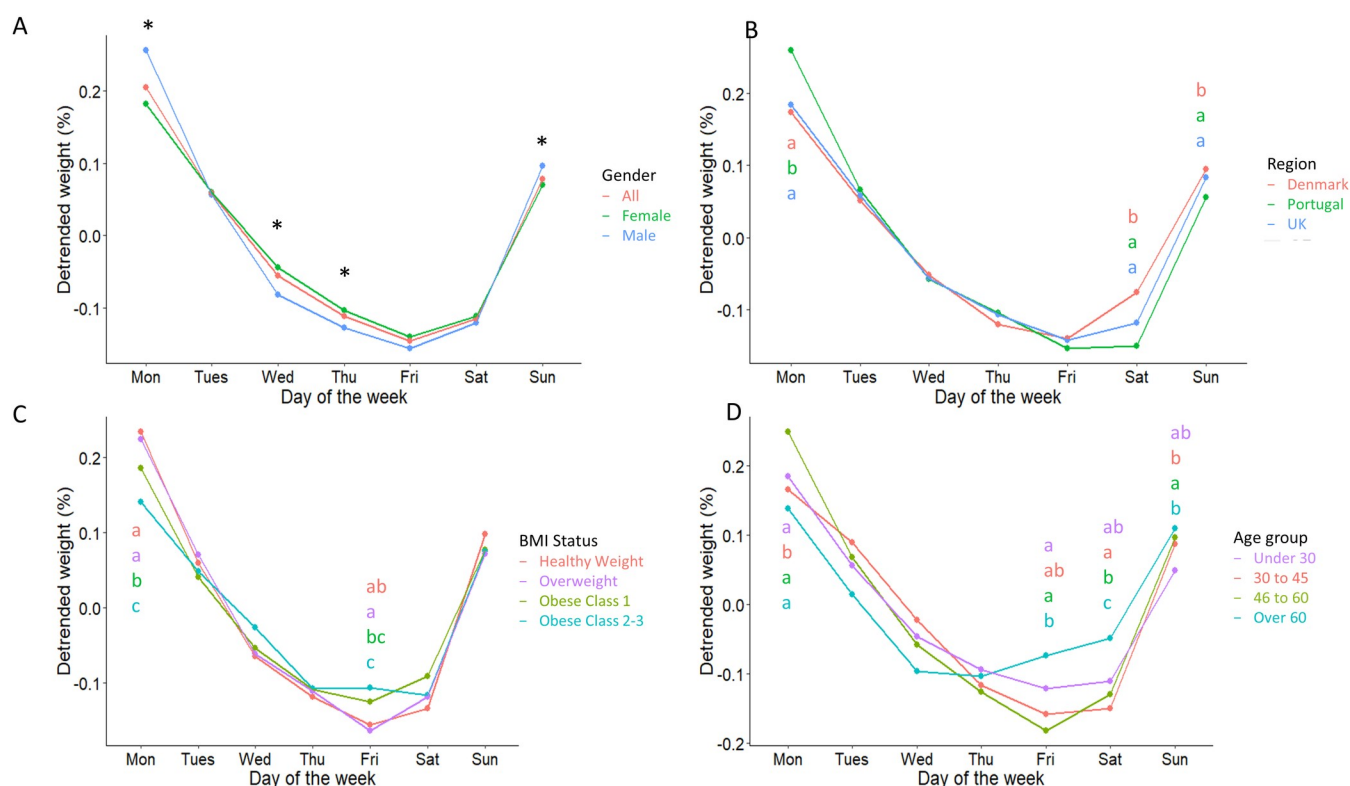 A
*
*
*
*
Detrended weight (%)
0.2
0.1
0.0
-0.1
Mon Tues Wed Thu Fri Sat Sun
Day of the week
Gender
All
Female
Male
B
Detrended weight (%)
0.2
0.1
0.0
-0.1
a
b
a
b
a
a
b
a
a
Mon Tues Wed Thu Fri Sat Sun
Day of the week
Region
Denmark
Portugal
UK
C
Detrended weight (%)
0.2
0.1
0.0
-0.1
a
a
b
c
ab
a
bc
c
Mon Tues Wed Thu Fri Sat Sun
Day of the week
BMI Status
Healthy Weight
Overweight
Obese Class 1
Obese Class 2-3
D
Detrended weight (%)
0.2
0.1
0.0
-0.1
-0.2
a
b
a
a
a
ab
a
b
ab
a
b
c
ab
b
a
b
Mon Tues Wed Thu Fri Sat Sun
Day of the week
Age group
Under 30
30 to 45
46 to 60
Over 60